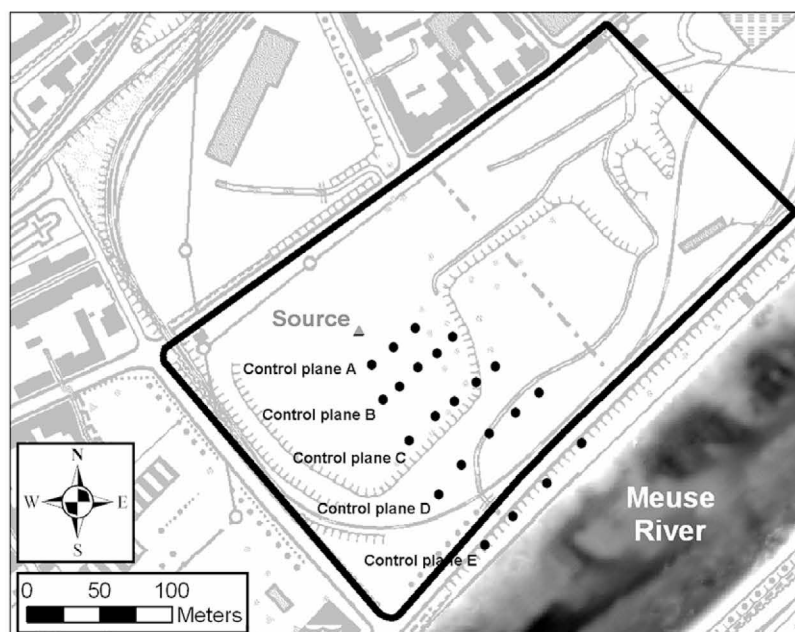 Source
Control plane A
Control plane B
Control plane C
Control plane D
Control plane E
Meuse
River
N
W E
S
0 50 100
Meters